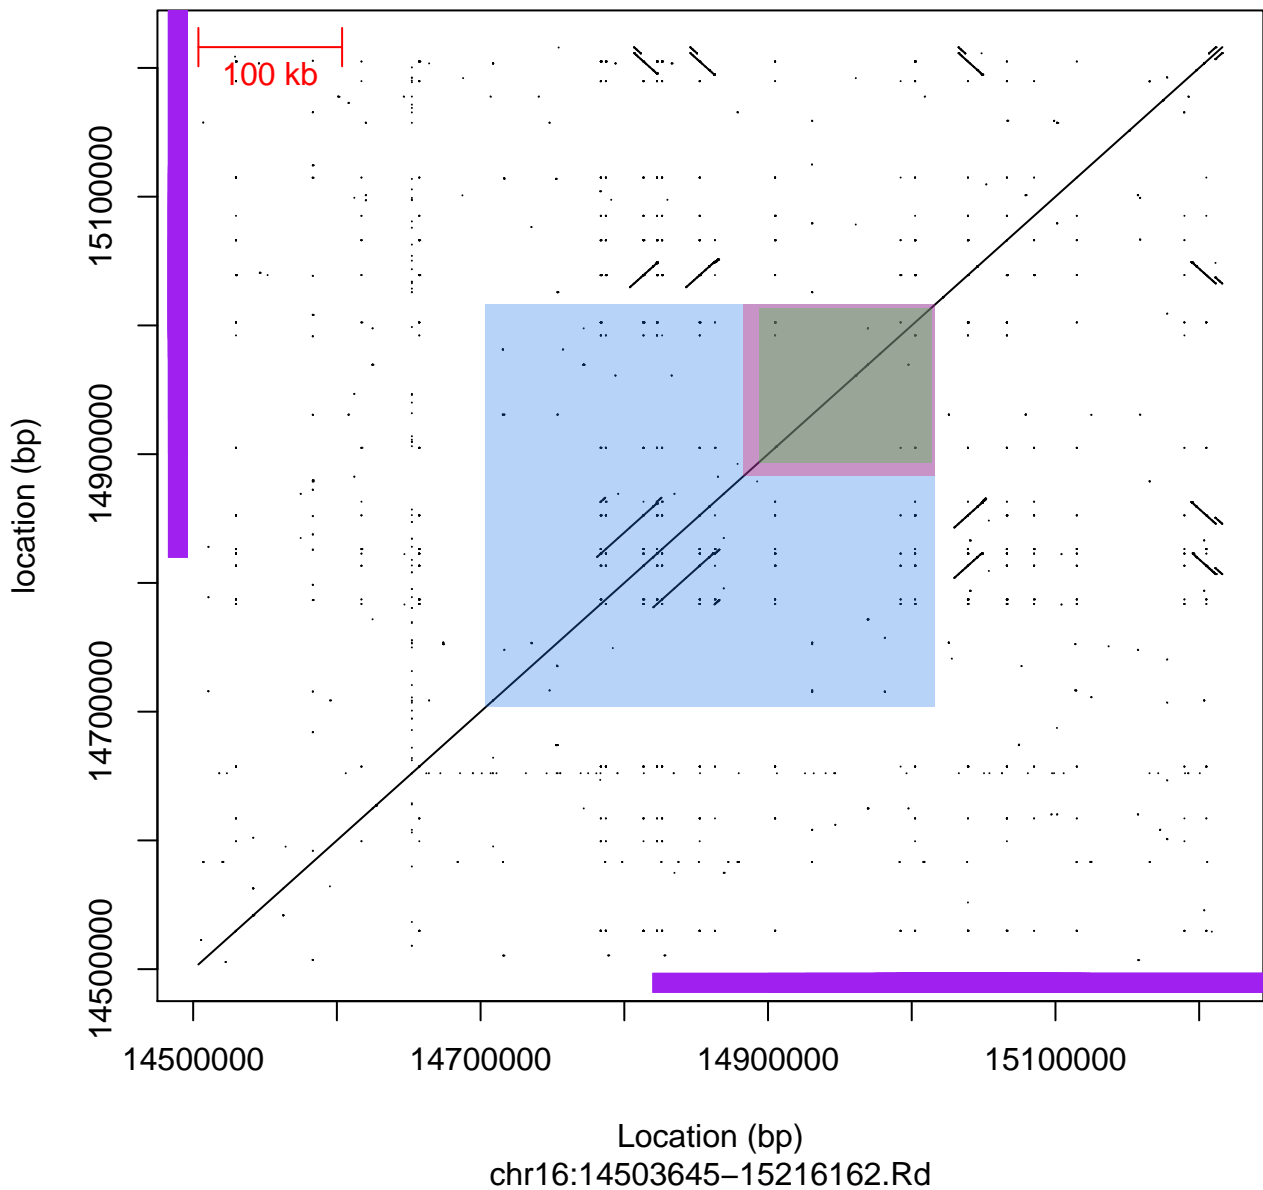 100 kb
location (bp)
15100000
14900000
14700000
14500000
14500000 14700000 14900000 15100000
Location (bp)
chr16:14503645−15216162.Rd